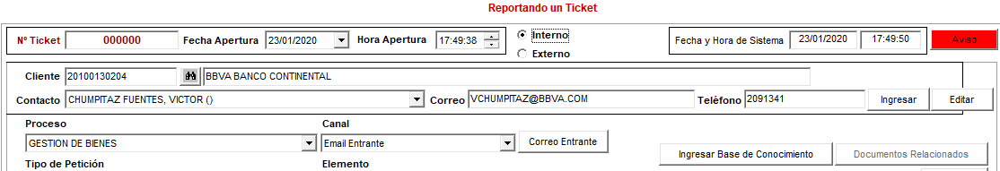 Reportando un Ticket
Nº Ticket 000000 Fecha Apertura 23/01/2020 Hora Apertura 17:49:38 Interno Externo Fecha y Hora de Sistema 23/01/2020 17:49:50 Aviso
Cliente 20100130204 BBVA BANCO CONTINENTAL
Contacto CHUMPITAZ FUENTES, VICTOR () Correo VCHUMPITAZ@BBVA.COM Teléfono 2091341 Ingresar Editar
Proceso Canal
GESTION DE BIENES Email Entrante Correo Entrante Ingresar Base de Conocimiento Documentos Relacionados
Tipo de Petición Elemento